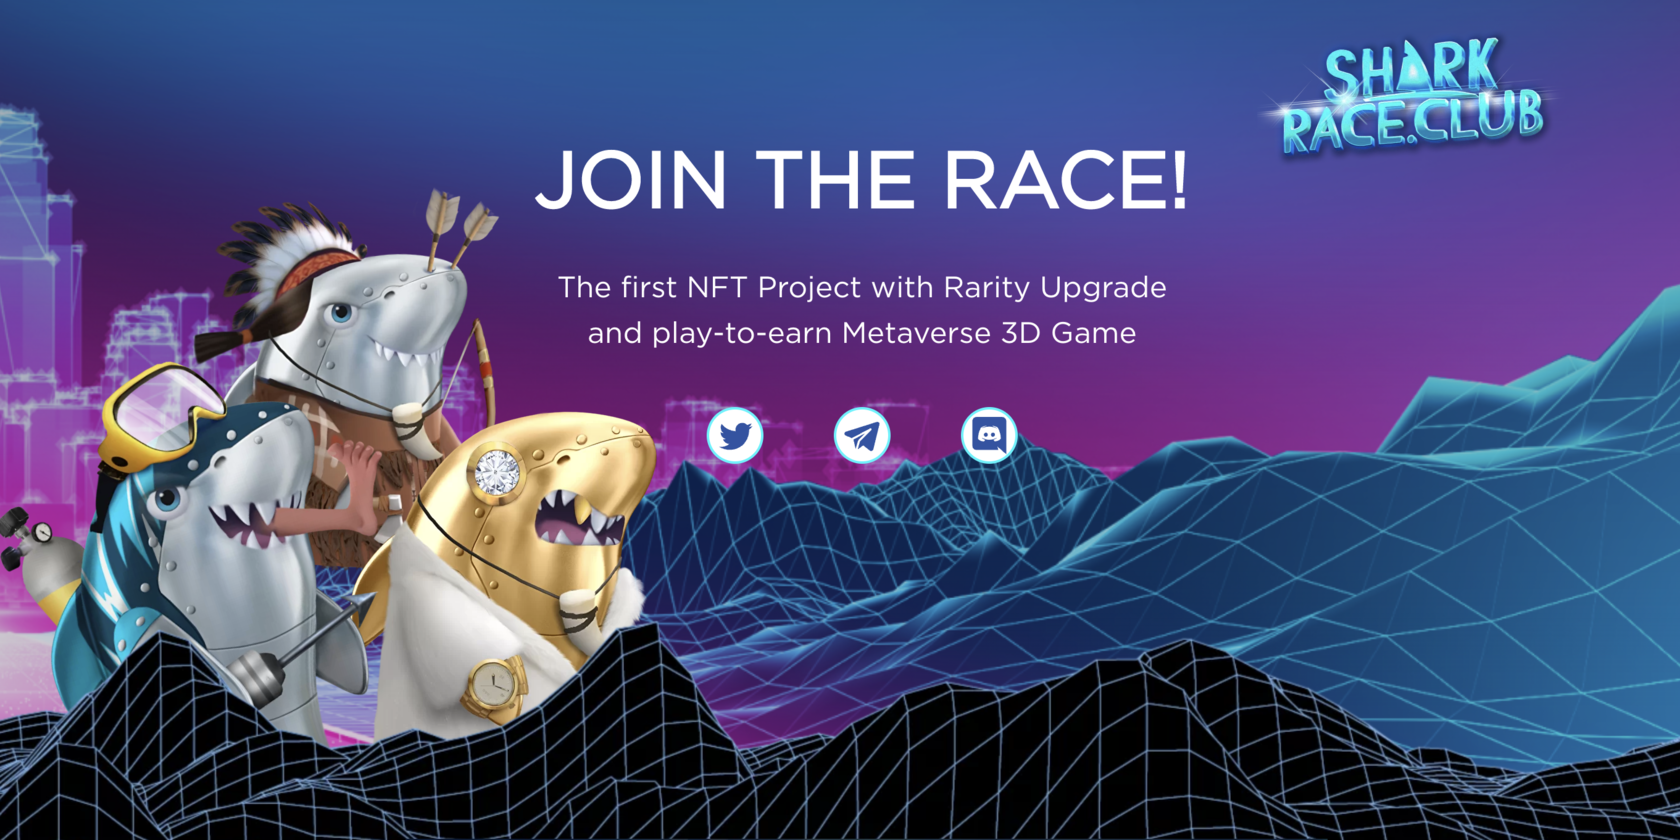 SHARK
RACE.CLUB
JOIN THE RACE!
The first NFT Project with Rarity Upgrade
and play-to-earn Metaverse 3D Game